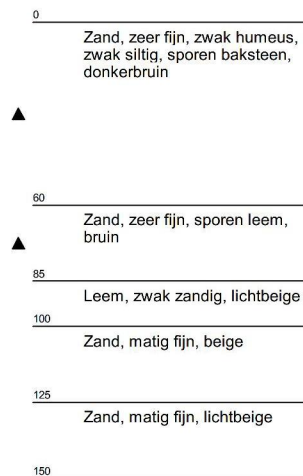 0
Zand, zeer fijn, zwak humeus,
zwak siltig, sporen baksteen,
donkerbruin
60
Zand, zeer fijn, sporen leem,
bruin
85
Leem, zwak zandig, lichtbeige
100
Zand, matig fijn, beige
125
Zand, matig fijn, lichtbeige
150